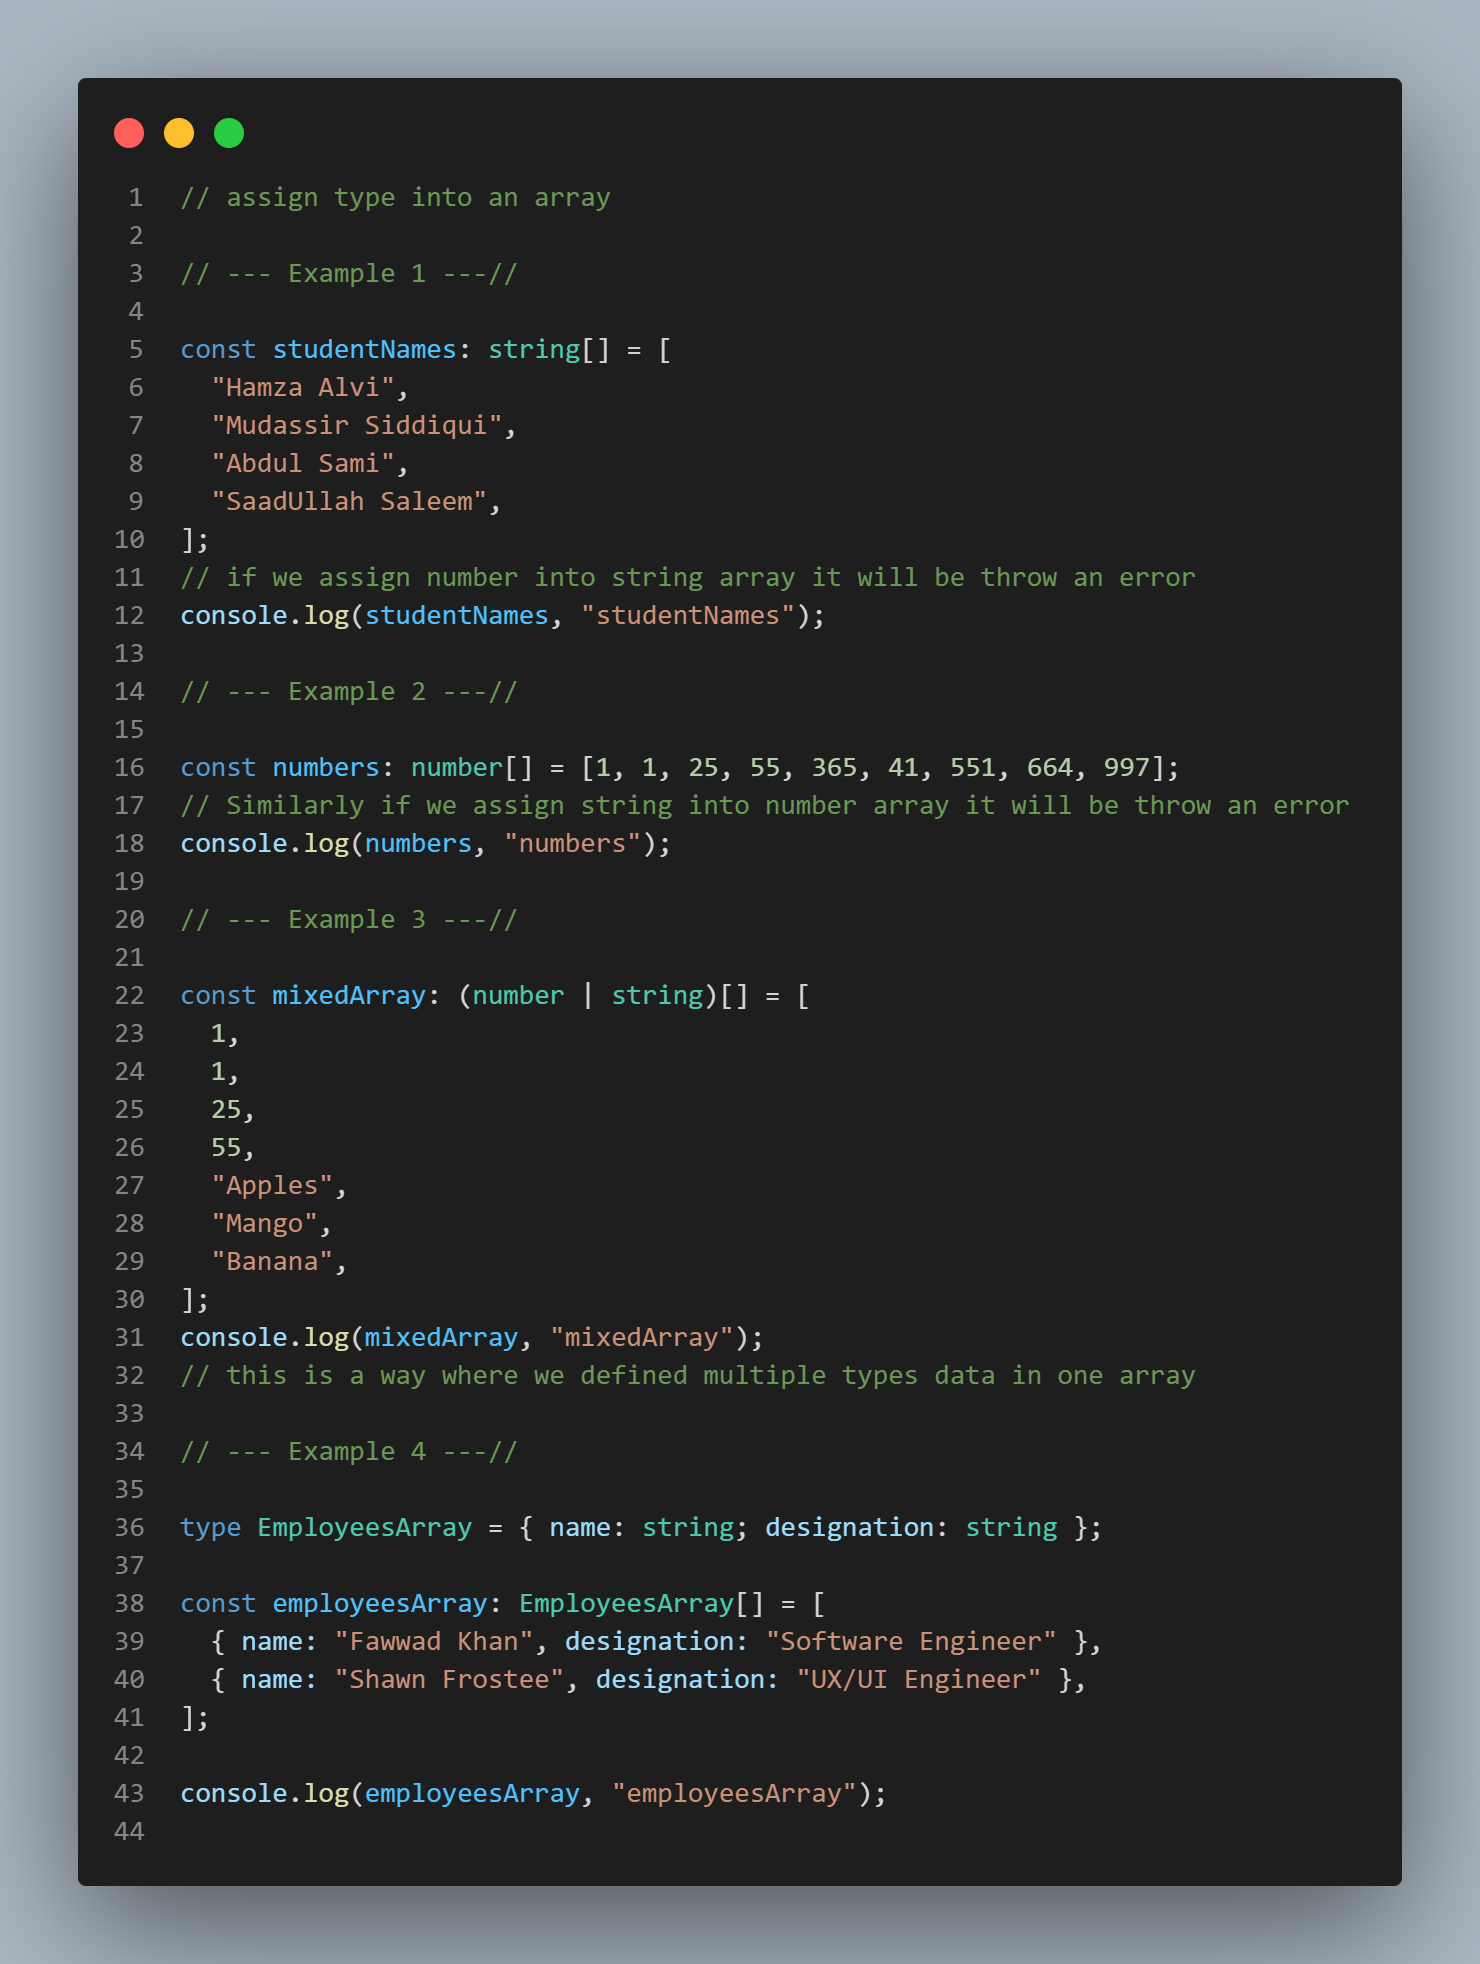 1 // assign type into an array
2
3 // --- Example 1 ---//
4
5 const studentNames: string[] = [
6   "Hamza Alvi",
7   "Mudassir Siddiqui",
8   "Abdul Sami",
9   "SaadUllah Saleem",
10 ];
11 // if we assign number into string array it will be throw an error
12 console.log(studentNames, "studentNames");
13
14 // --- Example 2 ---//
15
16 const numbers: number[] = [1, 1, 25, 55, 365, 41, 551, 664, 997];
17 // Similarly if we assign string into number array it will be throw an error
18 console.log(numbers, "numbers");
19
20 // --- Example 3 ---//
21
22 const mixedArray: (number | string)[] = [
23   1,
24   1,
25   25,
26   55,
27   "Apples",
28   "Mango",
29   "Banana",
30 ];
31 console.log(mixedArray, "mixedArray");
32 // this is a way where we defined multiple types data in one array
33
34 // --- Example 4 ---//
35
36 type EmployeesArray = { name: string; designation: string };
37
38 const employeesArray: EmployeesArray[] = [
39   { name: "Fawwad Khan", designation: "Software Engineer" },
40   { name: "Shawn Frostee", designation: "UX/UI Engineer" },
41 ];
42
43 console.log(employeesArray, "employeesArray");
44